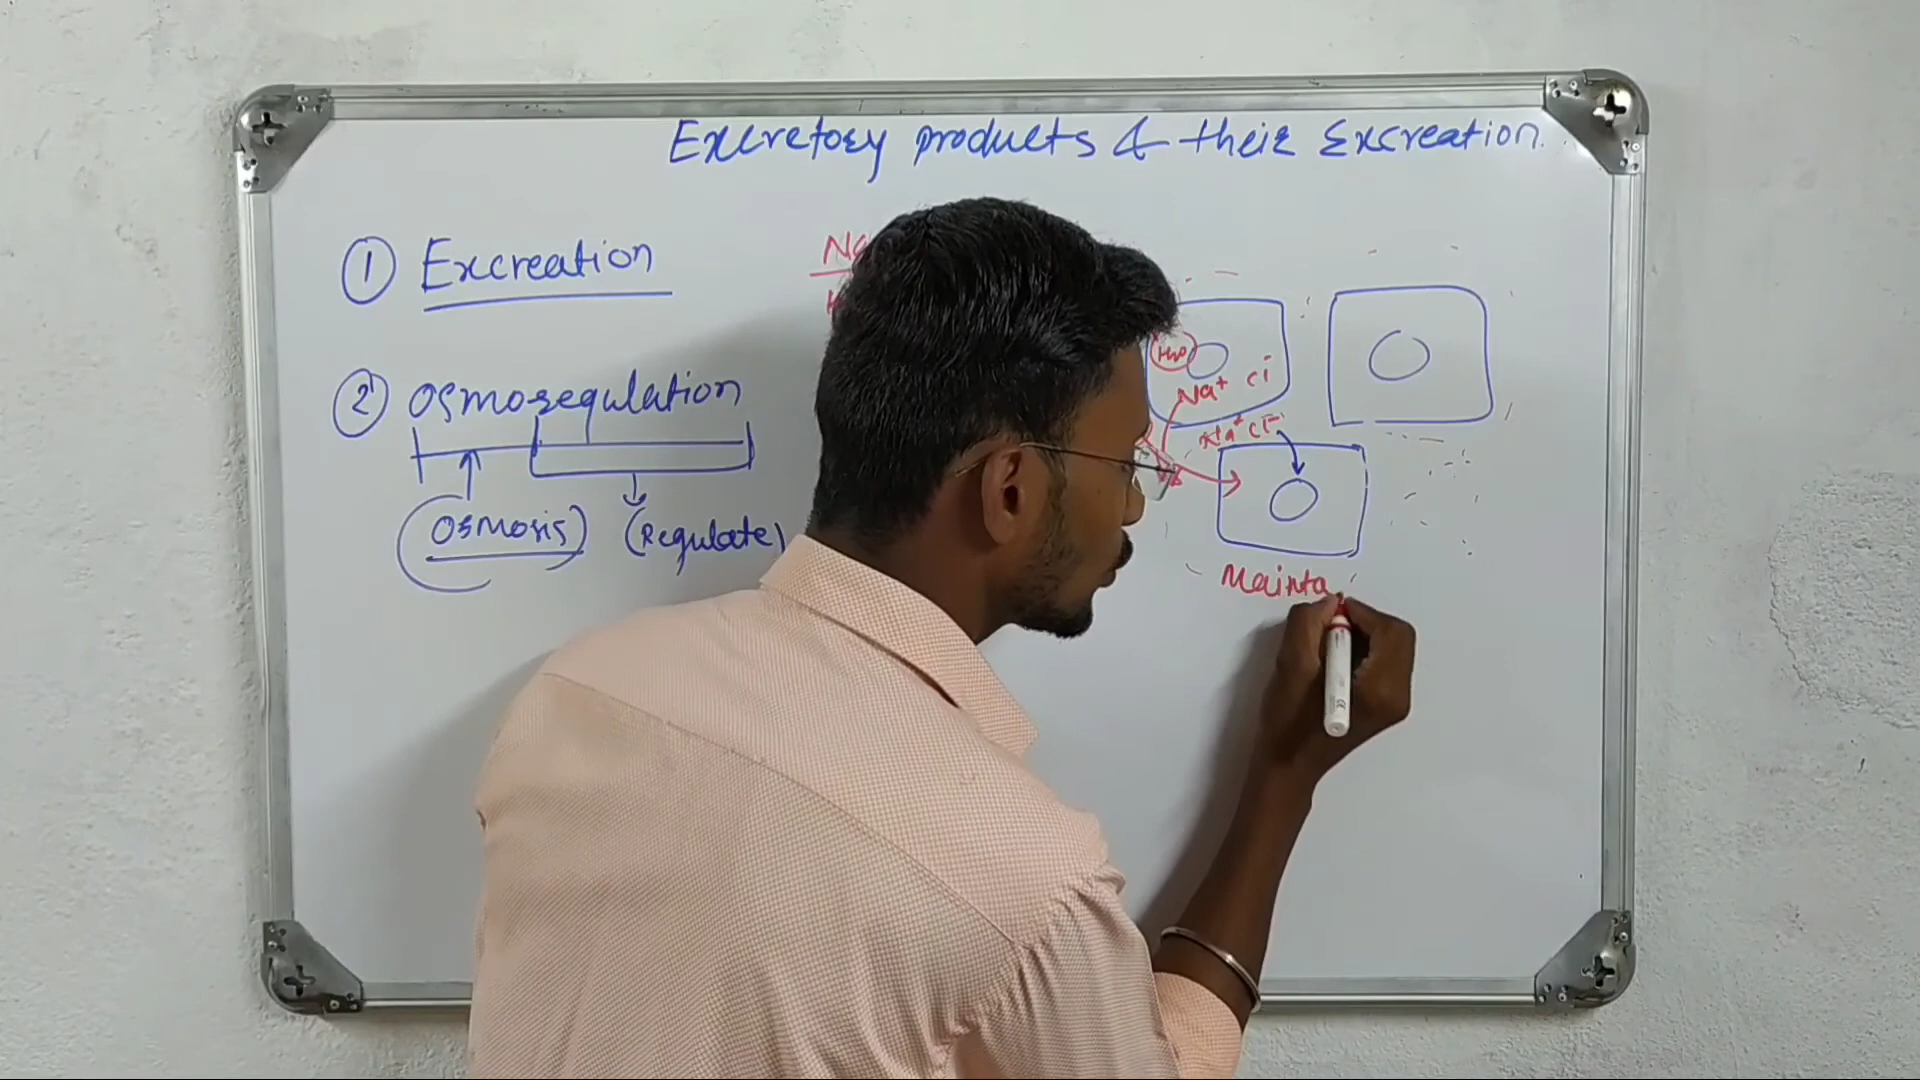 Excretory products & their Excreation.
① Excreation
② Osmoregulation
(Osmosis) (Regulate)
Na
H2O
Na+ Cl-
Na+ Cl-
Mainta